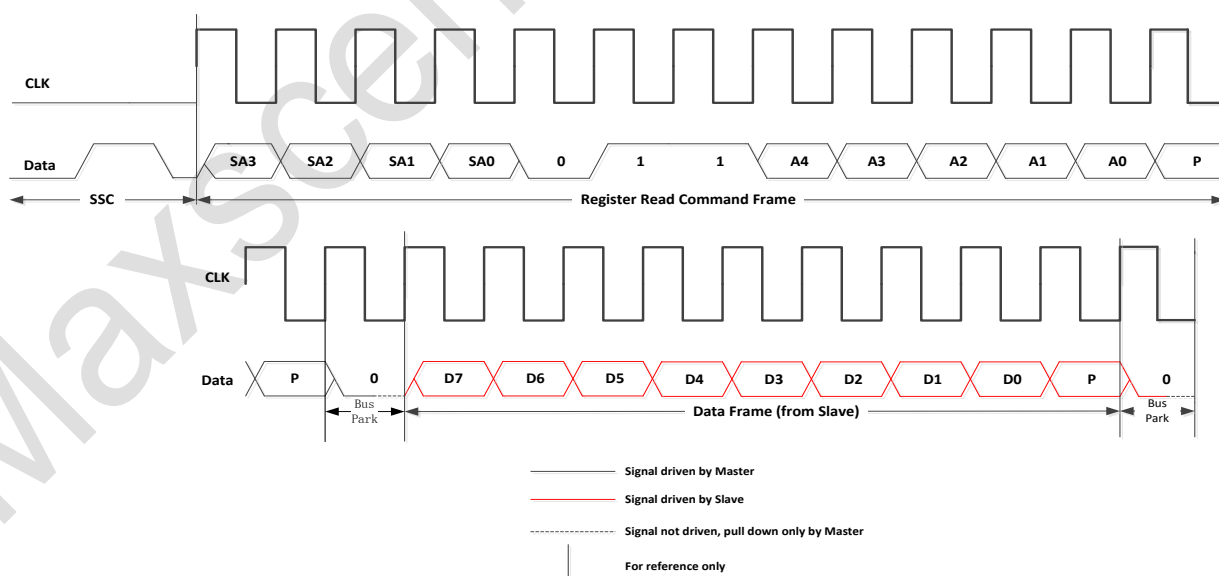 CLK
Data SA3 SA2 SA1 SA0 0 1 1 A4 A3 A2 A1 A0 P
SSC Register Read Command Frame
CLK
Data P 0 D7 D6 D5 D4 D3 D2 D1 D0 P 0
Bus Park Data Frame (from Slave) Bus Park
Signal driven by Master
Signal driven by Slave
Signal not driven, pull down only by Master
For reference only